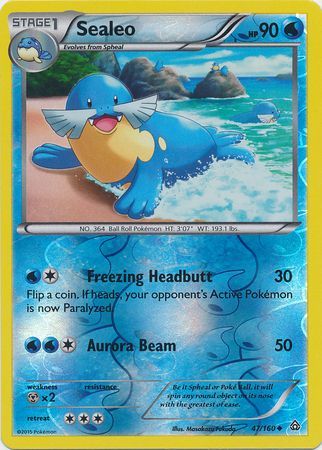 STAGE1
Sealeo
HP 90
Evolves from Spheal
NO. 364 Ball Roll Pokémon HT: 3'07" WT: 193.1 lbs.
Freezing Headbutt 30
Flip a coin. If heads, your opponent's Active Pokémon
is now Paralyzed.
Aurora Beam 50
weakness resistance
×2
retreat
Be it Spheal or Poké Ball, it will
spin any round object on its nose
with the greatest of ease.
Illus. Masakazu Fukuda
47/160
©2015 Pokémon